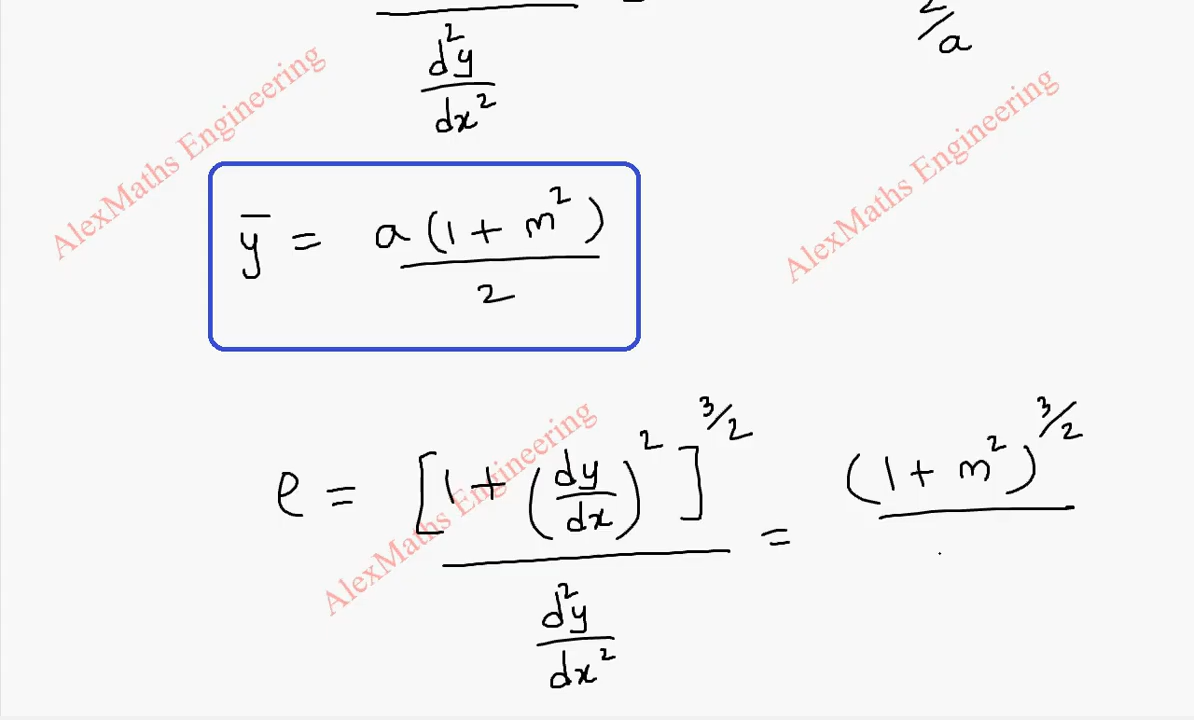 d²y/dx² 2/a
ȳ = a(1 + m²)/2
ρ = [1 + (dy/dx)²]^3/2 / d²y/dx² = (1 + m²)^3/2
AlexMaths Engineering
AlexMaths Engineering
AlexMaths Engineering